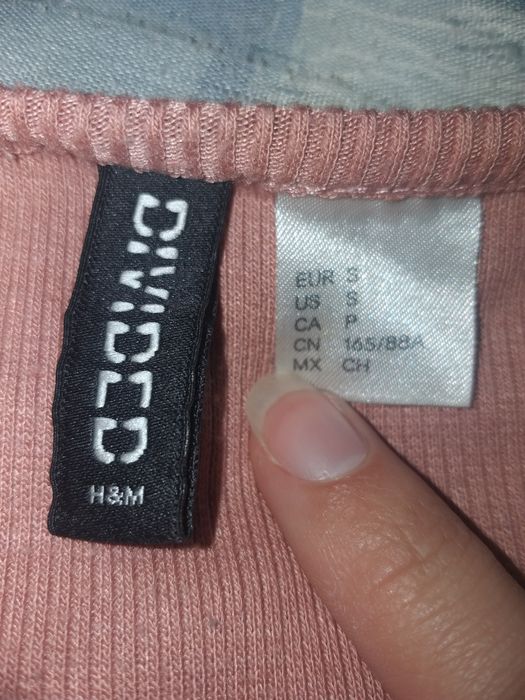 DIVIDED
H&M
EUR S
US S
CA P
CN 165/88A
MX CH